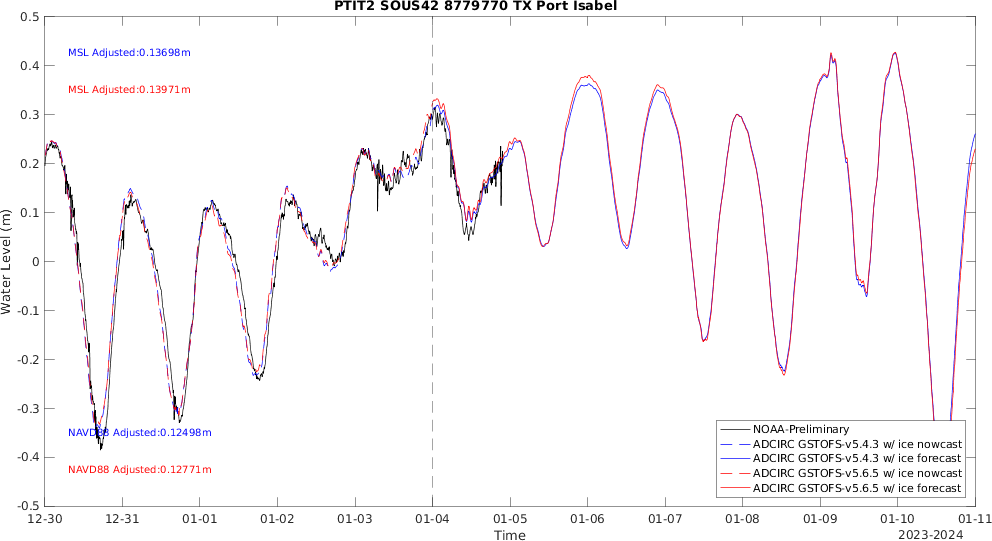 PTIT2 SOUS42 8779770 TX Port Isabel
0.5
0.4
0.3
0.2
0.1
0
-0.1
-0.2
-0.3
-0.4
-0.5
Water Level (m)
MSL Adjusted:0.13698m
MSL Adjusted:0.13971m
NAVD88 Adjusted:0.12498m
NAVD88 Adjusted:0.12771m
NOAA-Preliminary
ADCIRC GSTOFS-v5.4.3 w/ ice nowcast
ADCIRC GSTOFS-v5.4.3 w/ ice forecast
ADCIRC GSTOFS-v5.6.5 w/ ice nowcast
ADCIRC GSTOFS-v5.6.5 w/ ice forecast
12-30 12-31 01-01 01-02 01-03 01-04 01-05 01-06 01-07 01-08 01-09 01-10 01-11
Time
2023-2024